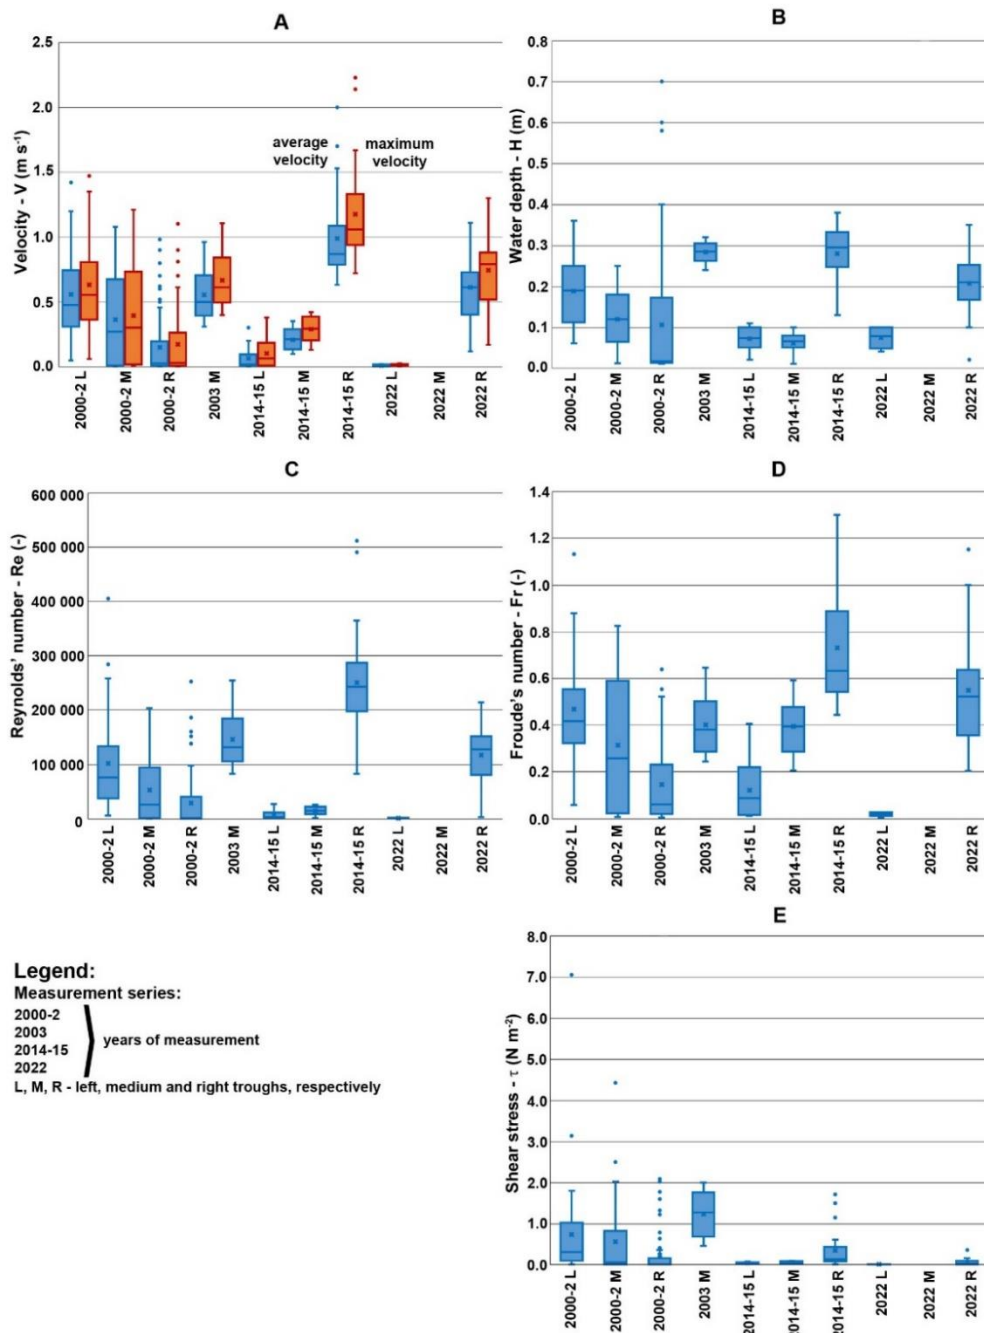 A
Velocity - V (m s⁻¹)
2.5
2.0
1.5
1.0
0.5
0.0
average velocity
maximum velocity
2000-2 L
2000-2 M
2000-2 R
2003 M
2014-15 L
2014-15 M
2014-15 R
2022 L
2022 M
2022 R
B
Water depth - H (m)
0.8
0.7
0.6
0.5
0.4
0.3
0.2
0.1
0.0
2000-2 L
2000-2 M
2000-2 R
2003 M
2014-15 L
2014-15 M
2014-15 R
2022 L
2022 M
2022 R
C
Reynolds' number - Re (-)
600 000
500 000
400 000
300 000
200 000
100 000
0
2000-2 L
2000-2 M
2000-2 R
2003 M
2014-15 L
2014-15 M
2014-15 R
2022 L
2022 M
2022 R
D
Froude's number - Fr (-)
1.4
1.2
1.0
0.8
0.6
0.4
0.2
0.0
2000-2 L
2000-2 M
2000-2 R
2003 M
2014-15 L
2014-15 M
2014-15 R
2022 L
2022 M
2022 R
E
Shear stress - τ (N m⁻²)
8.0
7.0
6.0
5.0
4.0
3.0
2.0
1.0
0.0
2000-2 L
2000-2 M
2000-2 R
2003 M
2014-15 L
2014-15 M
2014-15 R
2022 L
2022 M
2022 R
Legend:
Measurement series:
2000-2
2003
2014-15
2022
years of measurement
L, M, R - left, medium and right troughs, respectively